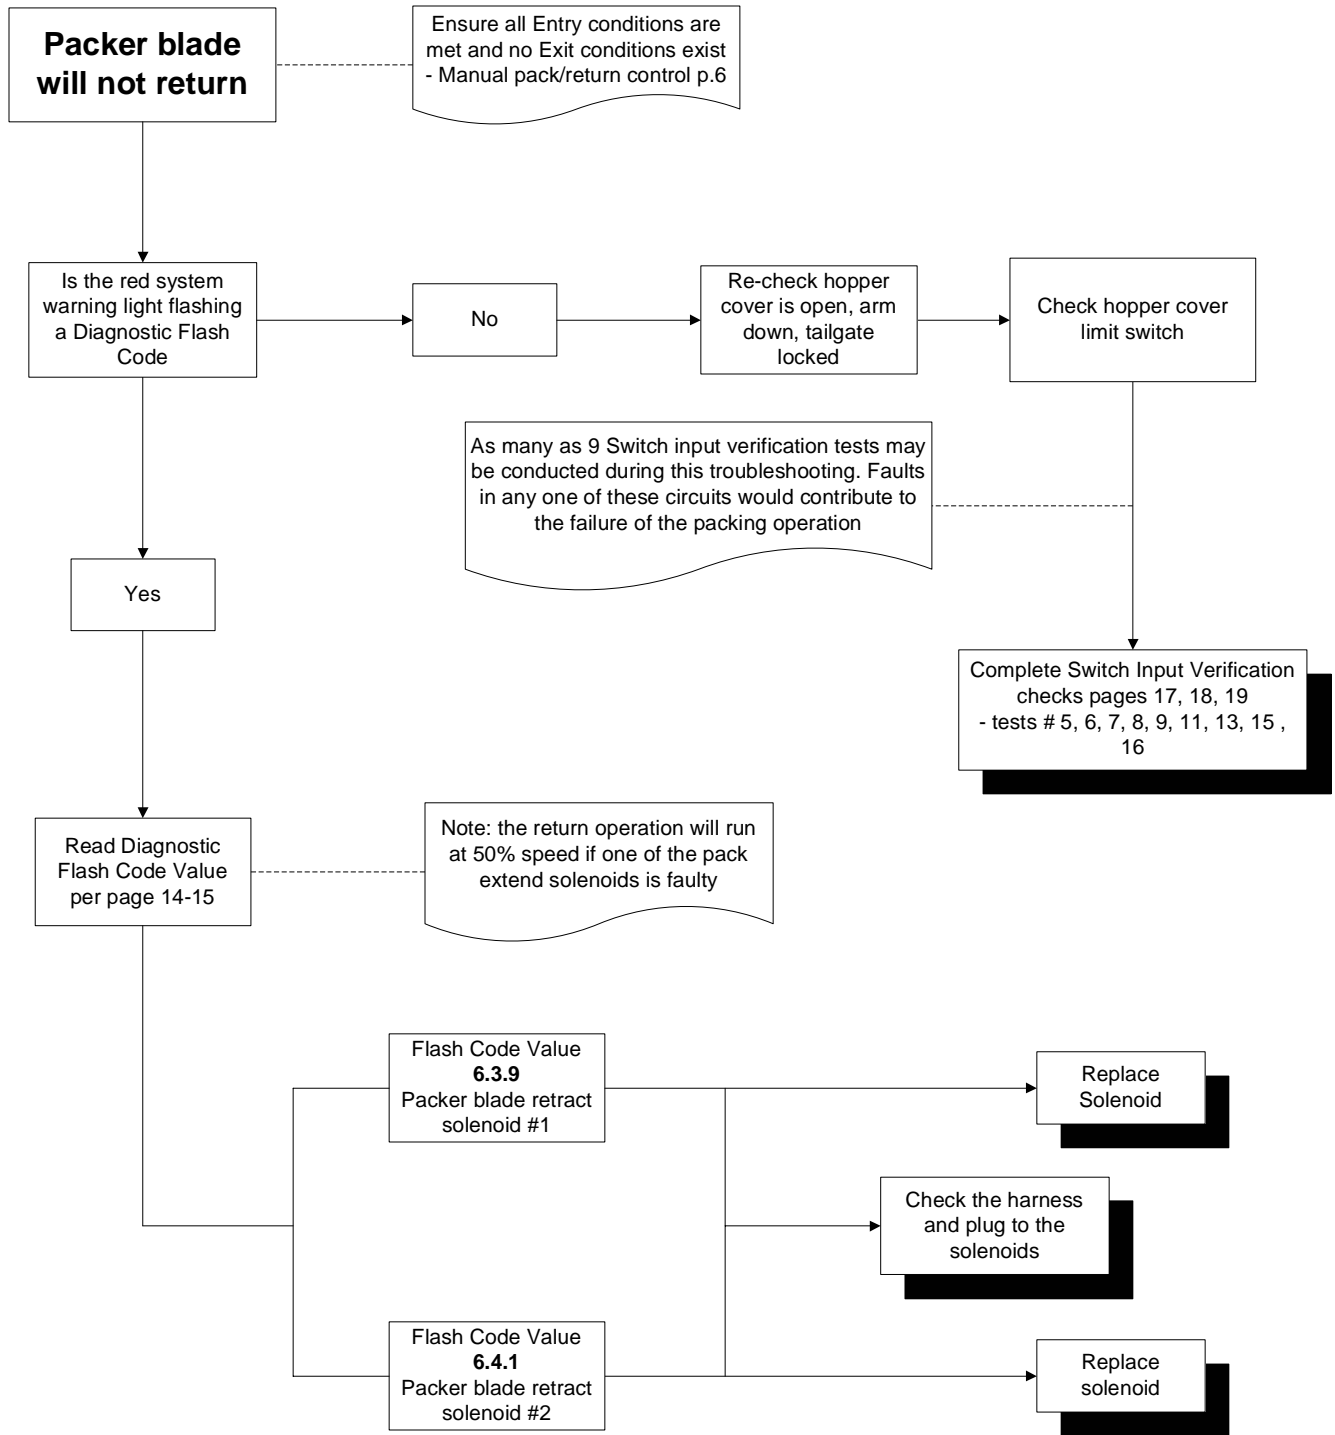 Packer blade
will not return
Ensure all Entry conditions are
met and no Exit conditions exist
- Manual pack/return control p.6
Is the red system
warning light flashing
a Diagnostic Flash
Code
No
Re-check hopper
cover is open, arm
down, tailgate
locked
Check hopper cover
limit switch
As many as 9 Switch input verification tests may
be conducted during this troubleshooting. Faults
in any one of these circuits would contribute to
the failure of the packing operation
Yes
Complete Switch Input Verification
checks pages 17, 18, 19
- tests # 5, 6, 7, 8, 9, 11, 13, 15 ,
16
Read Diagnostic
Flash Code Value
per page 14-15
Note: the return operation will run
at 50% speed if one of the pack
extend solenoids is faulty
Flash Code Value
6.3.9
Packer blade retract
solenoid #1
Replace
Solenoid
Check the harness
and plug to the
solenoids
Flash Code Value
6.4.1
Packer blade retract
solenoid #2
Replace
solenoid